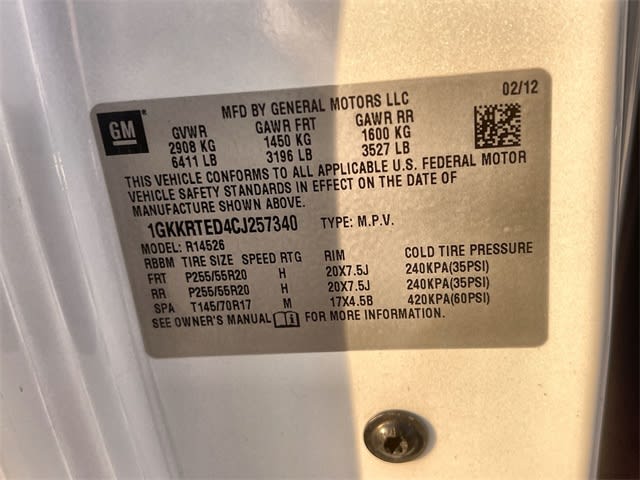 MFD BY GENERAL MOTORS LLC 02/12
GM
GVWR GAWR FRT GAWR RR
2908 KG 1450 KG 1600 KG
6411 LB 3196 LB 3527 LB
THIS VEHICLE CONFORMS TO ALL APPLICABLE U.S. FEDERAL MOTOR
VEHICLE SAFETY STANDARDS IN EFFECT ON THE DATE OF
MANUFACTURE SHOWN ABOVE.
1GKKRTED4CJ257340 TYPE: M.P.V.
MODEL: R14526
RBBM TIRE SIZE SPEED RTG RIM COLD TIRE PRESSURE
FRT P255/55R20 H 20X7.5J 240KPA(35PSI)
RR P255/55R20 H 20X7.5J 240KPA(35PSI)
SPA T145/70R17 M 17X4.5B 420KPA(60PSI)
SEE OWNER'S MANUAL FOR MORE INFORMATION.